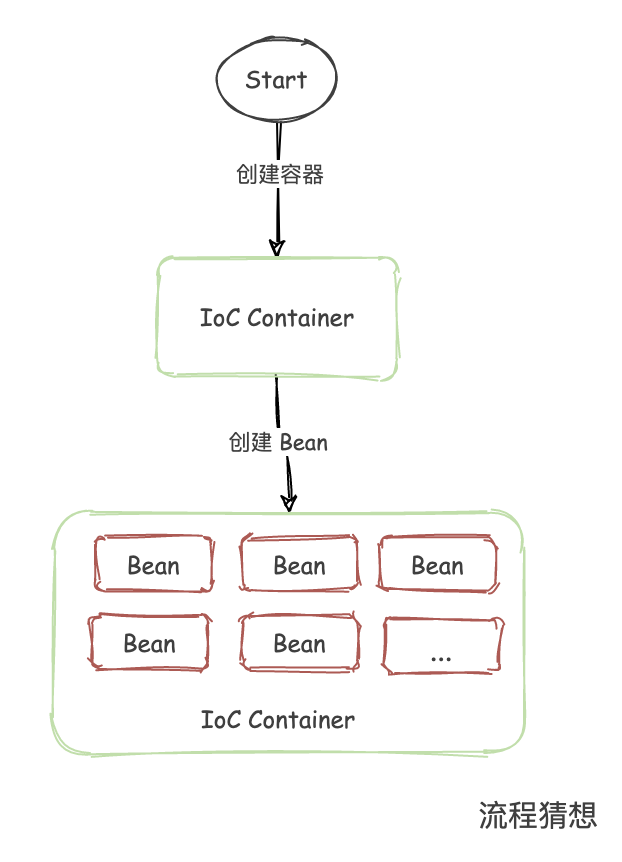 Start
创建容器
IoC Container
创建 Bean
Bean Bean Bean
Bean Bean ...
IoC Container
流程猜想